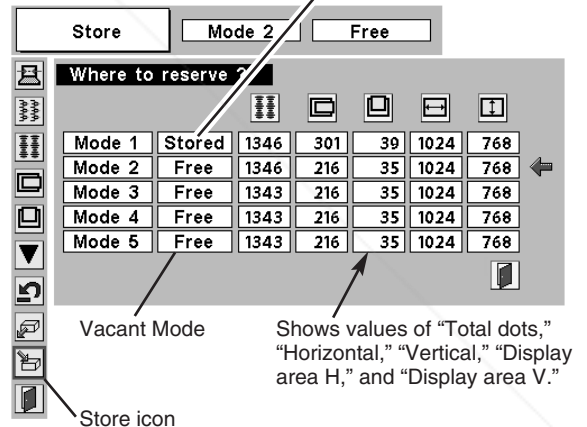 Store Mode 2 Free
Where to reserve ?
Mode 1 Stored 1346 301 39 1024 768
Mode 2 Free 1346 216 35 1024 768
Mode 3 Free 1343 216 35 1024 768
Mode 4 Free 1343 216 35 1024 768
Mode 5 Free 1343 216 35 1024 768
Vacant Mode
Shows values of “Total dots,”
“Horizontal,” “Vertical,” “Display
area H,” and “Display area V.”
Store icon